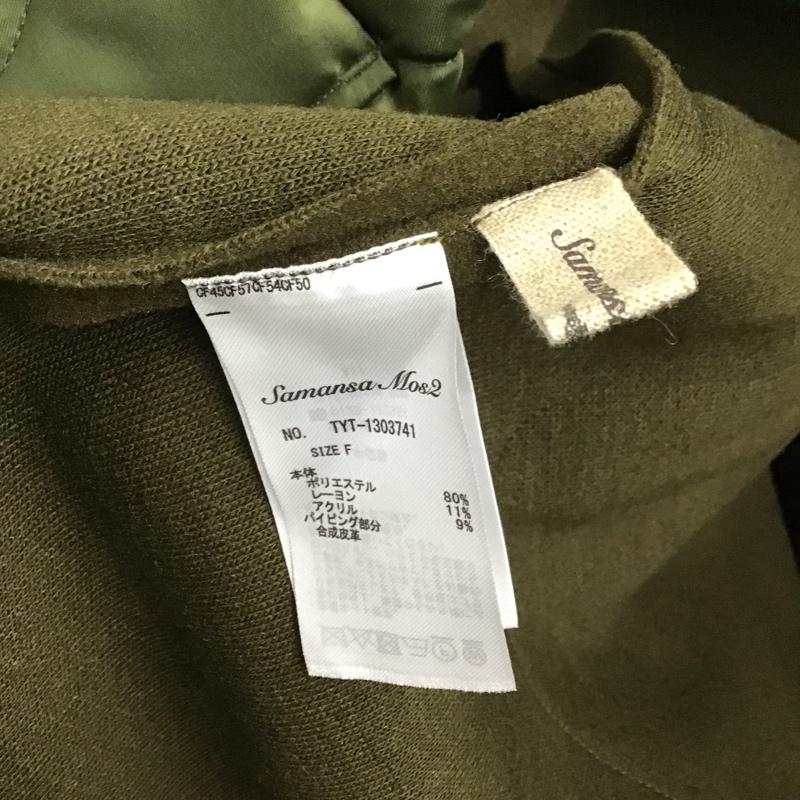 CF45CF57CF54CF50
Samansa Mos2
NO. TYT-1303741
SIZE F
本体
ポリエステル 80%
レーヨン 11%
アクリル 9%
パイピング部分
合成皮革